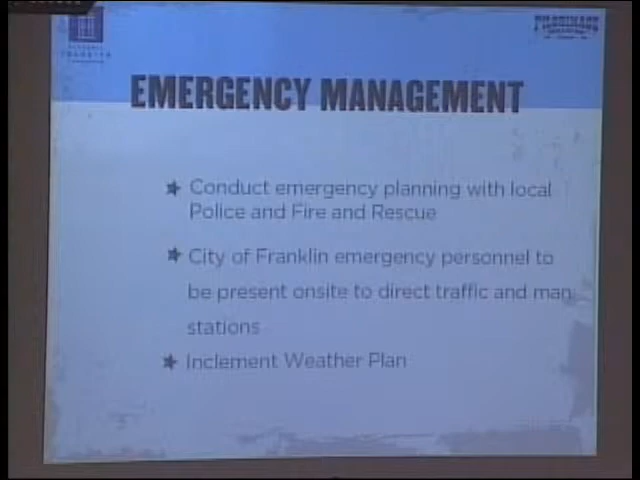 PILGRIMAGE
EMERGENCY MANAGEMENT
Conduct emergency planning with local
Police and Fire and Rescue
City of Franklin emergency personnel to
be present onsite to direct traffic and man
stations
Inclement Weather Plan